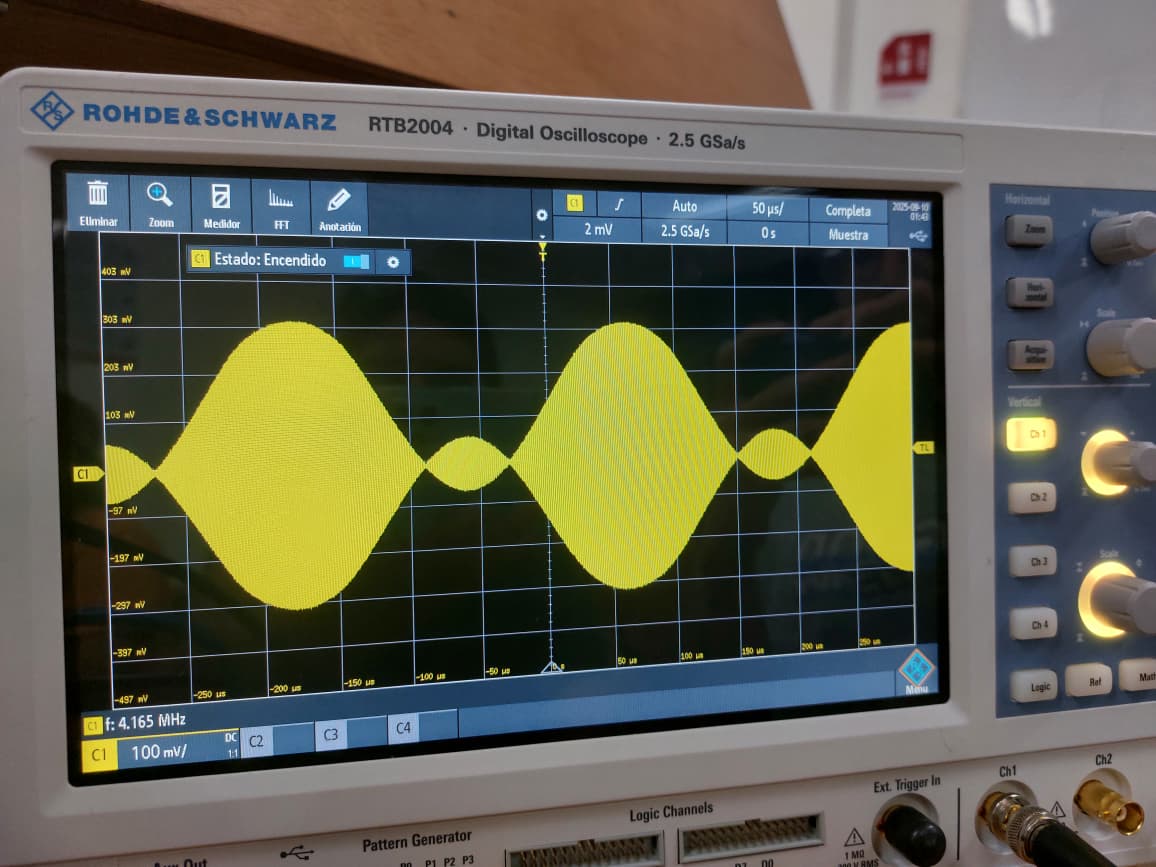 ROHDE&SCHWARZ RTB2004 · Digital Oscilloscope · 2.5 GSa/s
R/S
Eliminar Zoom Medidor FFT Anotación
C1 Auto 50 µs/ Completa 2025-09-10
2 mV 2.5 GSa/s 0 s Muestra 01:43
C1 Estado: Encendido
T
403 mV
303 mV
203 mV
103 mV
C1
TL
-97 mV
-197 mV
-297 mV
-397 mV
-497 mV
-250 µs -200 µs -150 µs -100 µs -50 µs 0 s 50 µs 100 µs 150 µs 200 µs 250 µs
Menu
C1 f: 4.165 MHz
C1 100 mV/ DC 1:1 C2 C3 C4
Horizontal
Zoom
Hori-
zontal
Scale
Acqui-
sition
Vertical
Ch 1
Ch 2
Ch 3
Scale
Ch 4
Logic Ref Mat
Ext. Trigger In Ch1 Ch2
Logic Channels
Pattern Generator
Aux Out
P0 P1 P2 P3
D7 D0
1 MΩ